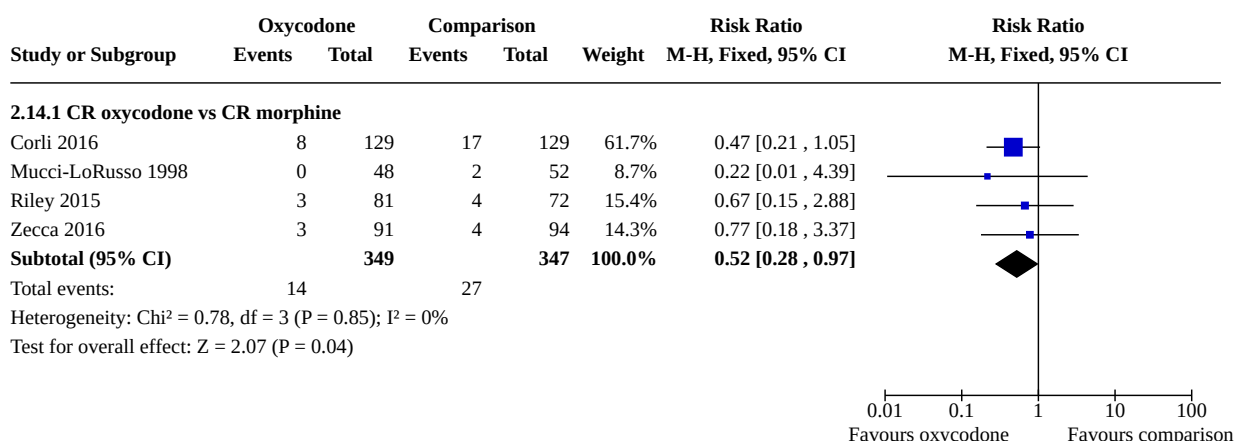 Oxycodone Comparison Risk Ratio Risk Ratio
Study or Subgroup Events Total Events Total Weight M-H, Fixed, 95% CI M-H, Fixed, 95% CI
2.14.1 CR oxycodone vs CR morphine
Corli 2016 8 129 17 129 61.7% 0.47 [0.21 , 1.05]
Mucci-LoRusso 1998 0 48 2 52 8.7% 0.22 [0.01 , 4.39]
Riley 2015 3 81 4 72 15.4% 0.67 [0.15 , 2.88]
Zecca 2016 3 91 4 94 14.3% 0.77 [0.18 , 3.37]
Subtotal (95% CI) 349 347 100.0% 0.52 [0.28 , 0.97]
Total events: 14 27
Heterogeneity: Chi² = 0.78, df = 3 (P = 0.85); I² = 0%
Test for overall effect: Z = 2.07 (P = 0.04)
0.01 0.1 1 10 100
Favours oxycodone Favours comparison